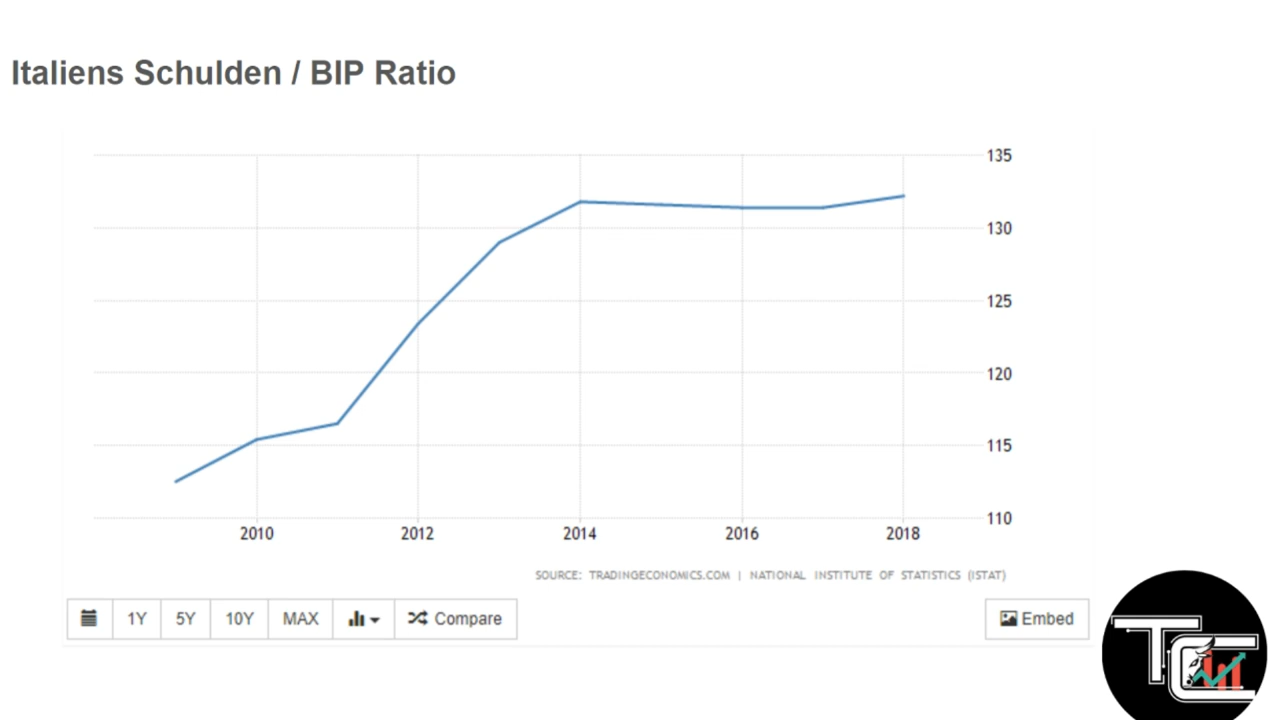 Italiens Schulden / BIP Ratio
135
130
125
120
115
110
2010 2012 2014 2016 2018
SOURCE: TRADINGECONOMICS.COM | NATIONAL INSTITUTE OF STATISTICS (ISTAT)
1Y 5Y 10Y MAX Compare Embed
TC